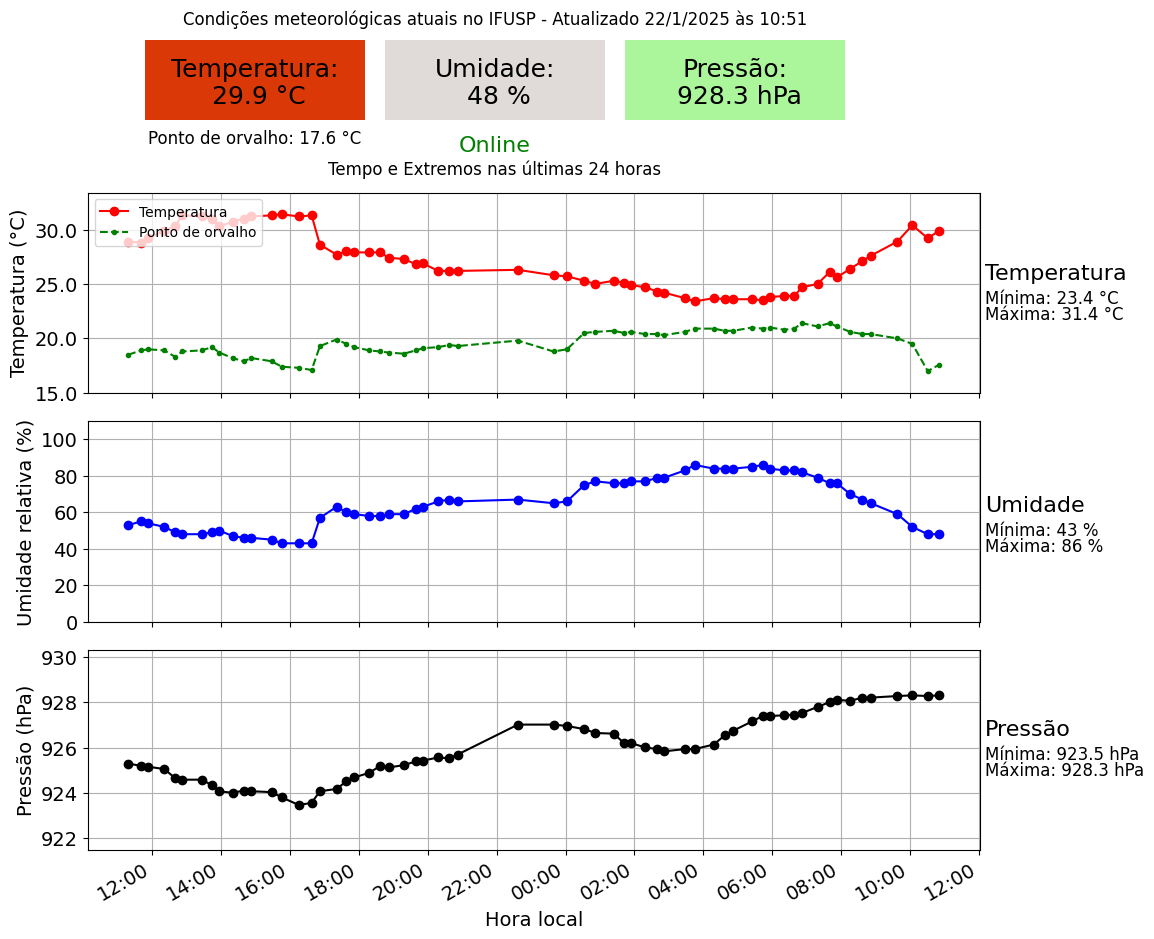 Condições meteorológicas atuais no IFUSP - Atualizado 22/1/2025 às 10:51
Temperatura:
29.9 °C
Umidade:
48 %
Pressão:
928.3 hPa
Ponto de orvalho: 17.6 °C
Online
Tempo e Extremos nas últimas 24 horas
Temperatura (°C)
30.0
25.0
20.0
15.0
Temperatura
Ponto de orvalho
Temperatura
Mínima: 23.4 °C
Máxima: 31.4 °C
Umidade relativa (%)
100
80
60
40
20
0
Umidade
Mínima: 43 %
Máxima: 86 %
Pressão (hPa)
930
928
926
924
922
Pressão
Mínima: 923.5 hPa
Máxima: 928.3 hPa
12:00 14:00 16:00 18:00 20:00 22:00 00:00 02:00 04:00 06:00 08:00 10:00 12:00
Hora local